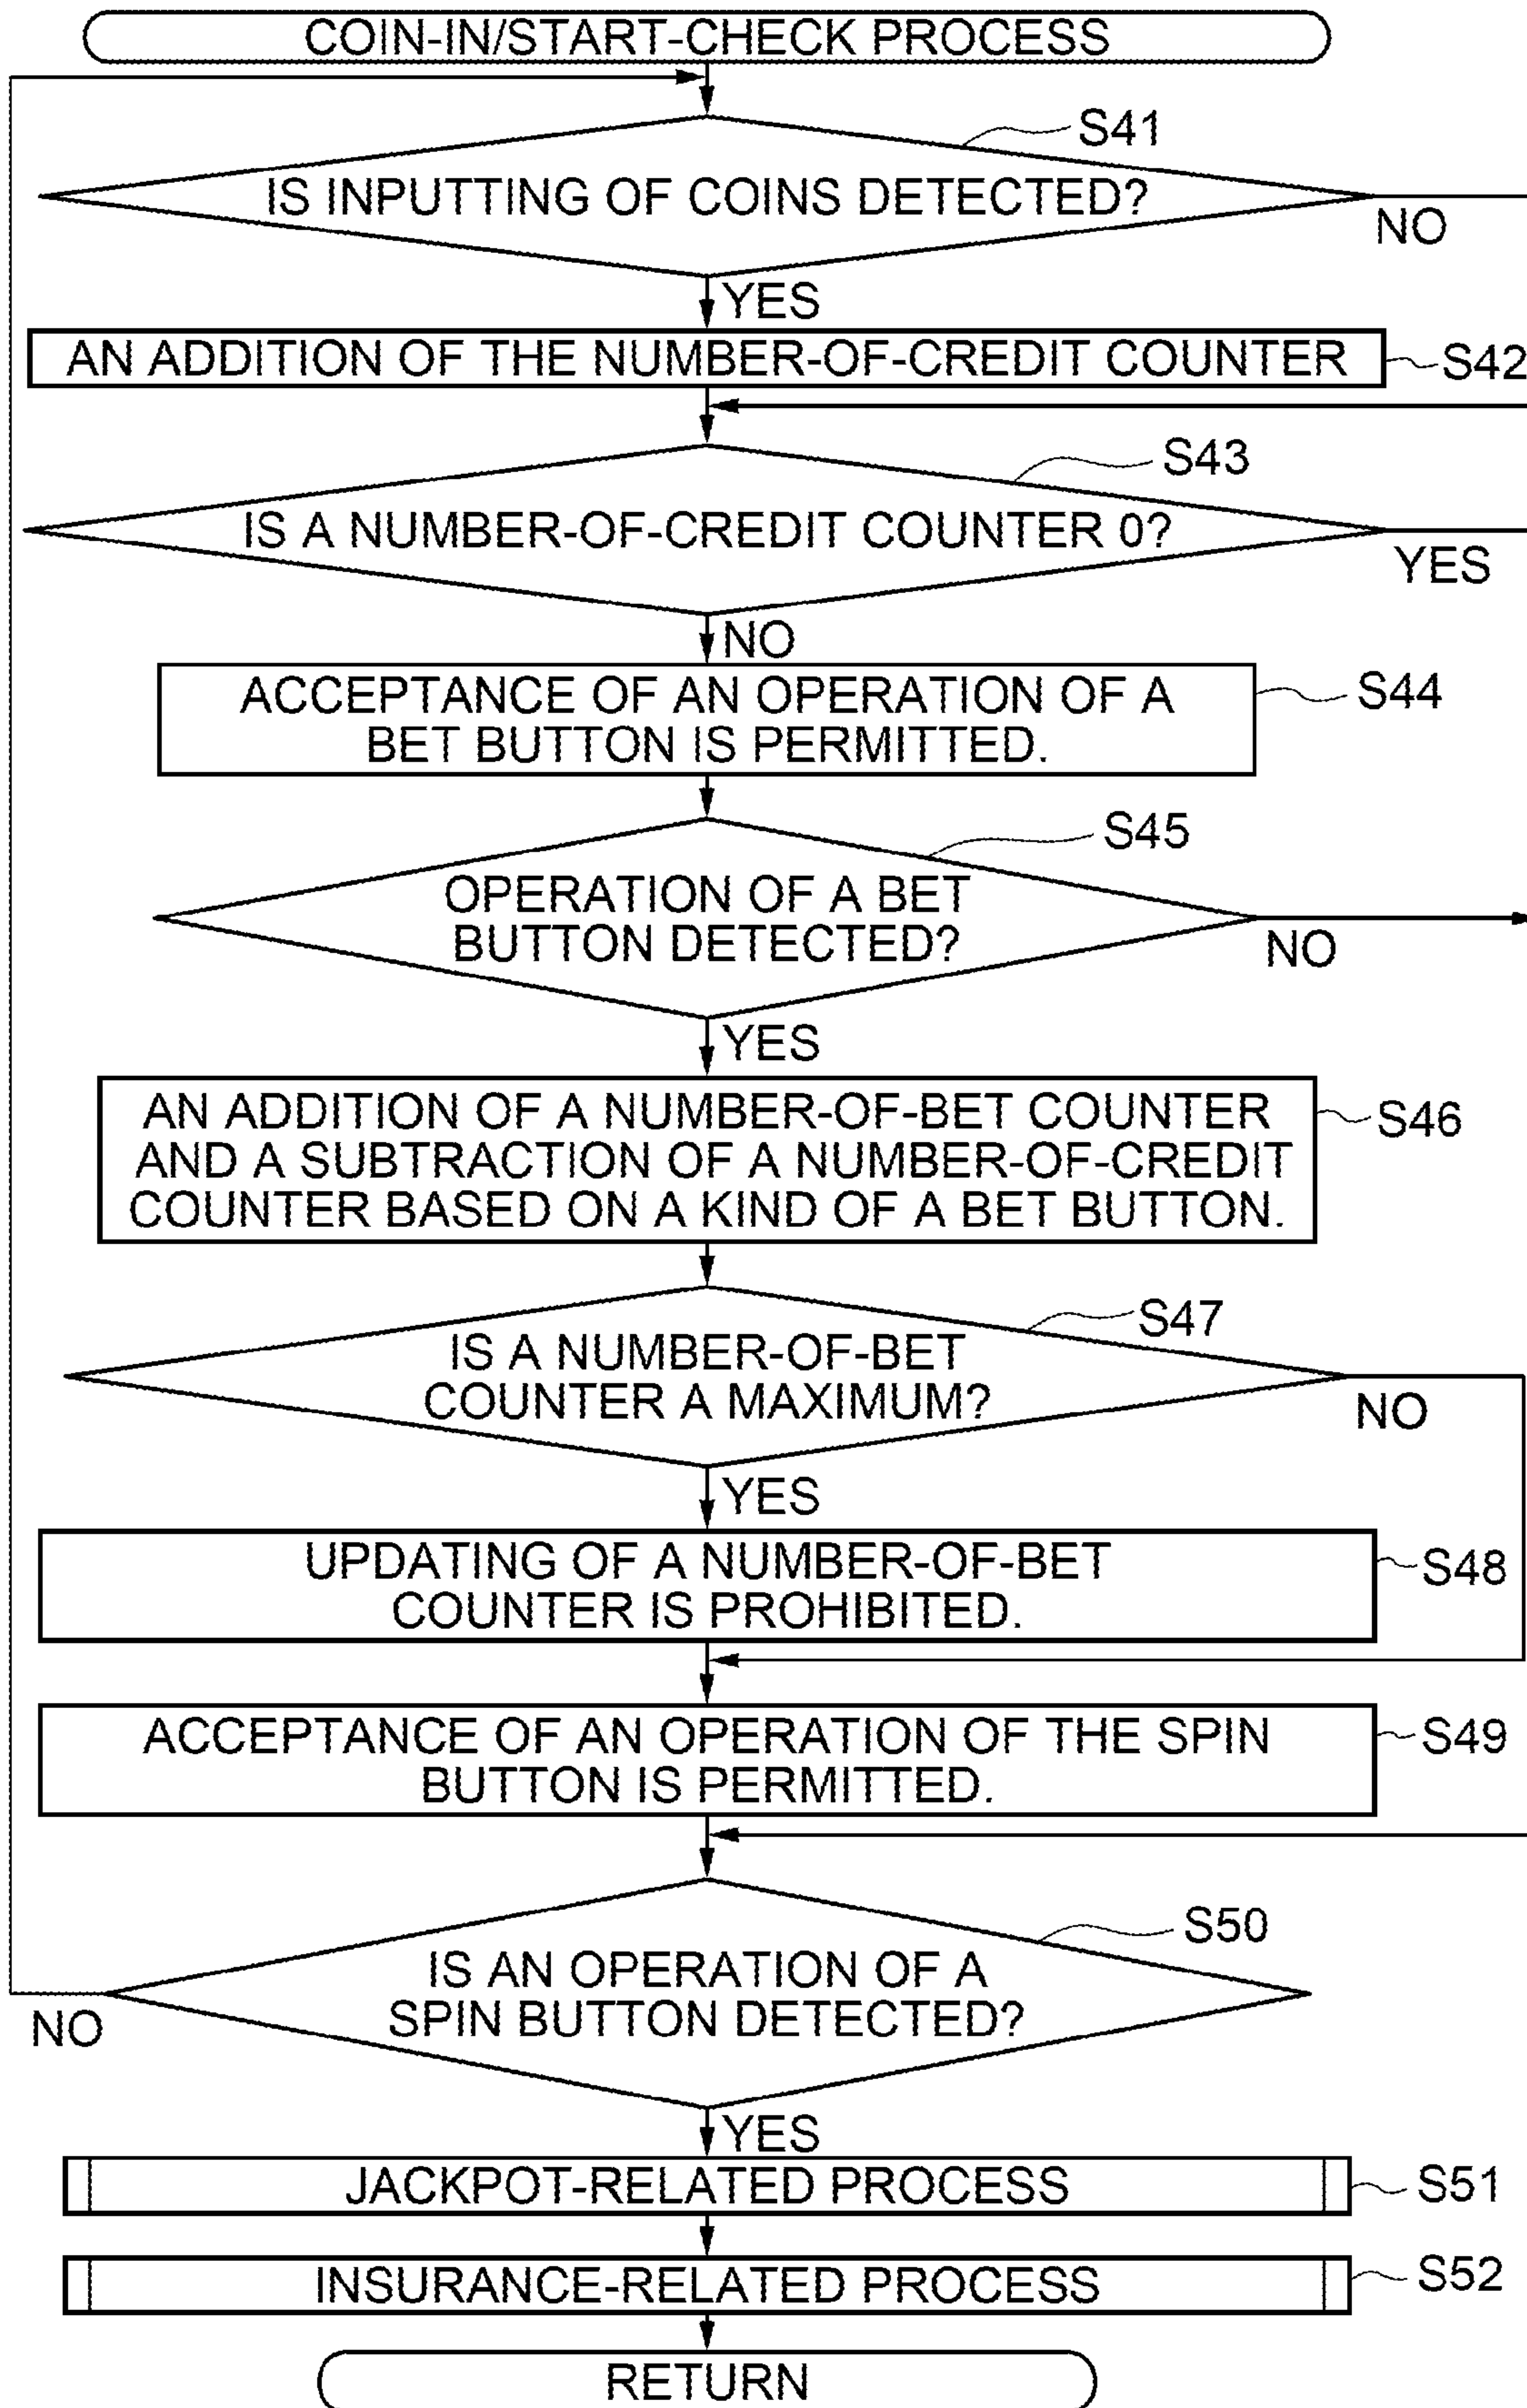 COIN-IN/START-CHECK PROCESS
S41
IS INPUTTING OF COINS DETECTED?
NO
YES
AN ADDITION OF THE NUMBER-OF-CREDIT COUNTER
S42
S43
IS A NUMBER-OF-CREDIT COUNTER 0?
YES
NO
ACCEPTANCE OF AN OPERATION OF A
BET BUTTON IS PERMITTED.
S44
S45
OPERATION OF A BET
BUTTON DETECTED?
NO
YES
AN ADDITION OF A NUMBER-OF-BET COUNTER
AND A SUBTRACTION OF A NUMBER-OF-CREDIT
COUNTER BASED ON A KIND OF A BET BUTTON.
S46
S47
IS A NUMBER-OF-BET
COUNTER A MAXIMUM?
NO
YES
UPDATING OF A NUMBER-OF-BET
COUNTER IS PROHIBITED.
S48
ACCEPTANCE OF AN OPERATION OF THE SPIN
BUTTON IS PERMITTED.
S49
S50
IS AN OPERATION OF A
SPIN BUTTON DETECTED?
NO
YES
JACKPOT-RELATED PROCESS
S51
INSURANCE-RELATED PROCESS
S52
RETURN